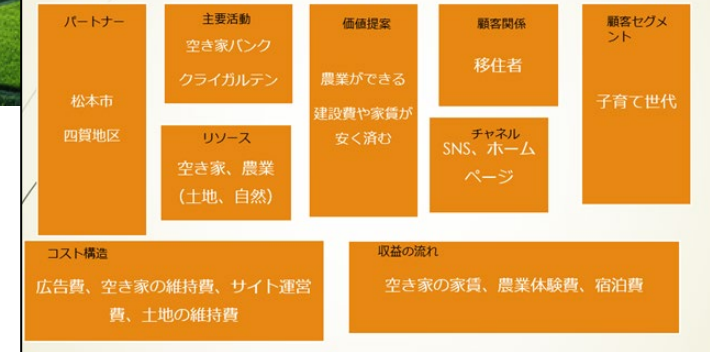 パートナー
松本市
四賀地区
主要活動
空き家バンク
クライガルテン
リソース
空き家、農業
(土地、自然)
価値提案
農業ができる
建設費や家賃が
安く済む
顧客関係
移住者
チャネル
SNS、ホーム
ページ
顧客セグメ
ント
子育て世代
コスト構造
広告費、空き家の維持費、サイト運営
費、土地の維持費
収益の流れ
空き家の家賃、農業体験費、宿泊費